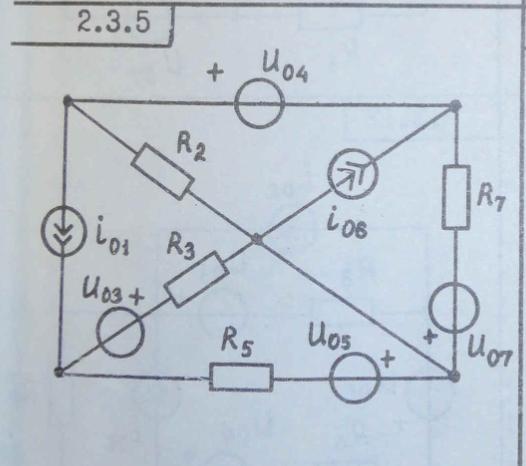 2.3.5
+ U04
R2
R7
i06
i01
R3
U03 +
R5
U05 +
+ U07